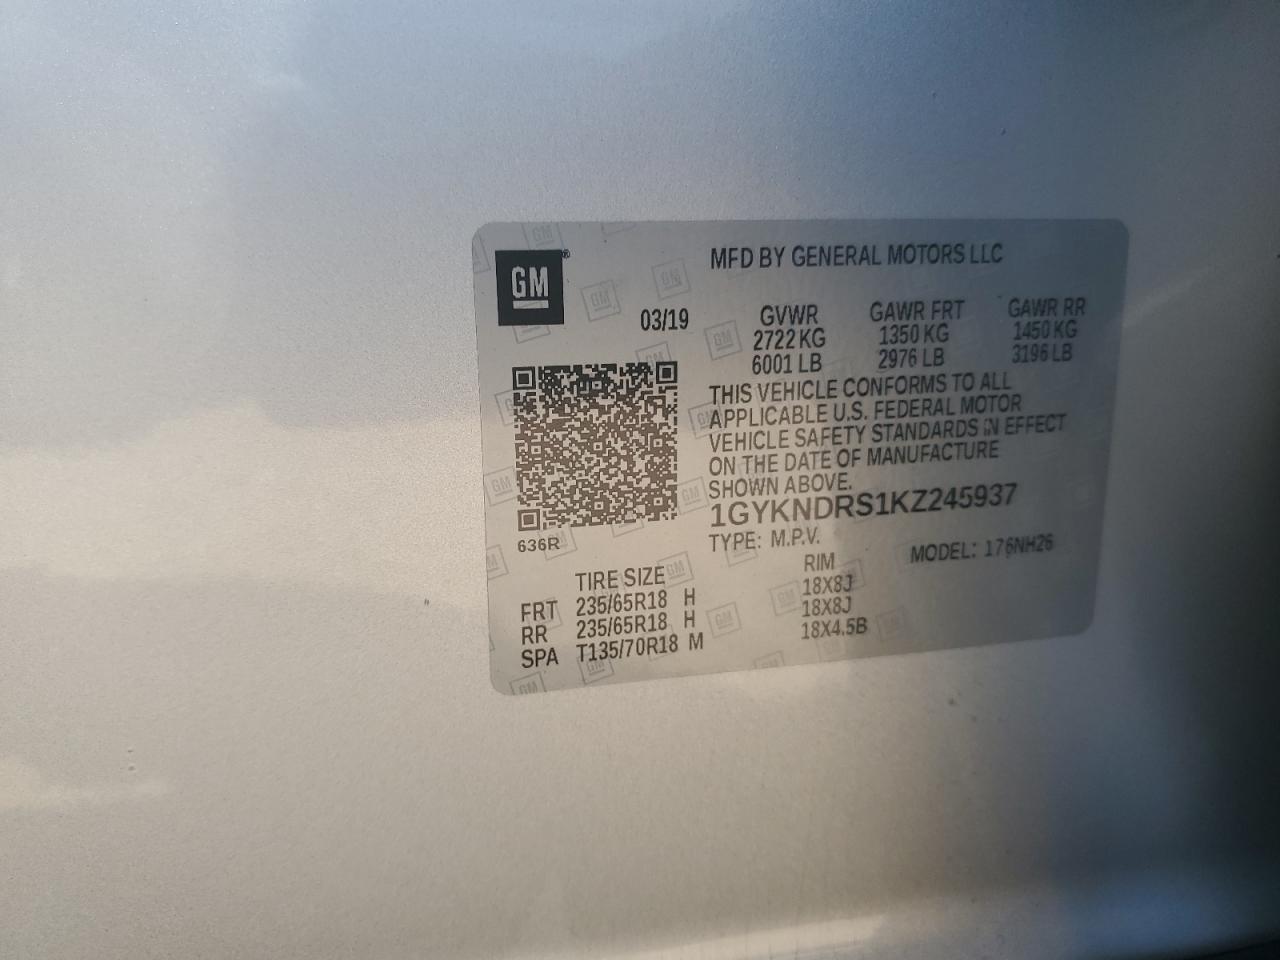 GM
MFD BY GENERAL MOTORS LLC
03/19 GVWR GAWR FRT GAWR RR
2722 KG 1350 KG 1450 KG
6001 LB 2976 LB 3196 LB
THIS VEHICLE CONFORMS TO ALL
APPLICABLE U.S. FEDERAL MOTOR
VEHICLE SAFETY STANDARDS IN EFFECT
ON THE DATE OF MANUFACTURE
SHOWN ABOVE.
1GYKNDRS1KZ245937
636R
TYPE: M.P.V. MODEL: 176NH26
TIRE SIZE RIM
FRT 235/65R18 H 18X8J
RR 235/65R18 H 18X8J
SPA T135/70R18 M 18X4.5B